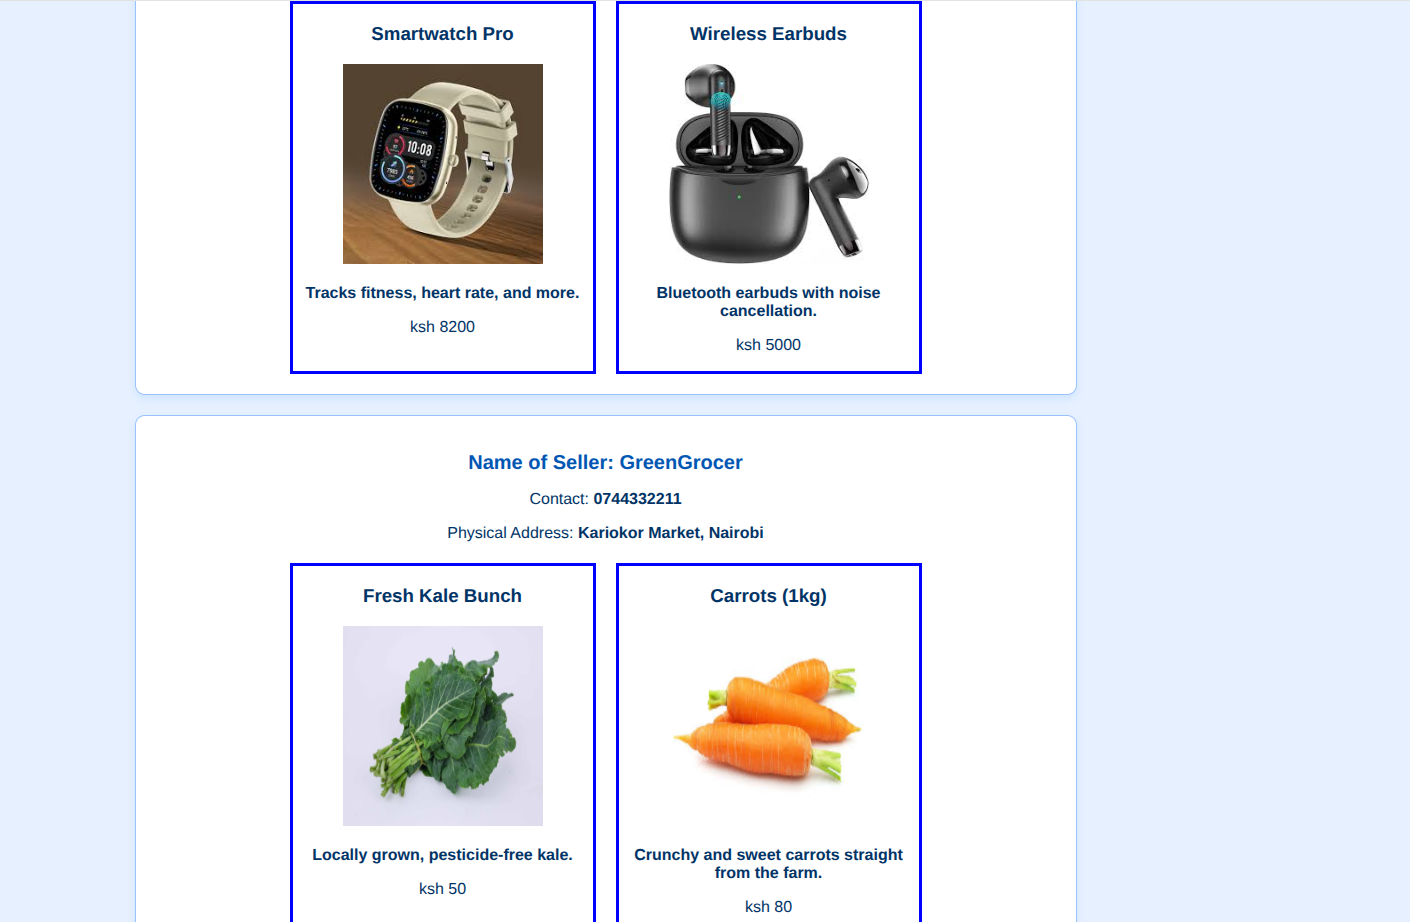 Smartwatch Pro
Wireless Earbuds
10:08
Tracks fitness, heart rate, and more.
Bluetooth earbuds with noise
cancellation.
ksh 8200
ksh 5000
Name of Seller: GreenGrocer
Contact: 0744332211
Physical Address: Kariokor Market, Nairobi
Fresh Kale Bunch
Carrots (1kg)
Locally grown, pesticide-free kale.
Crunchy and sweet carrots straight
from the farm.
ksh 50
ksh 80